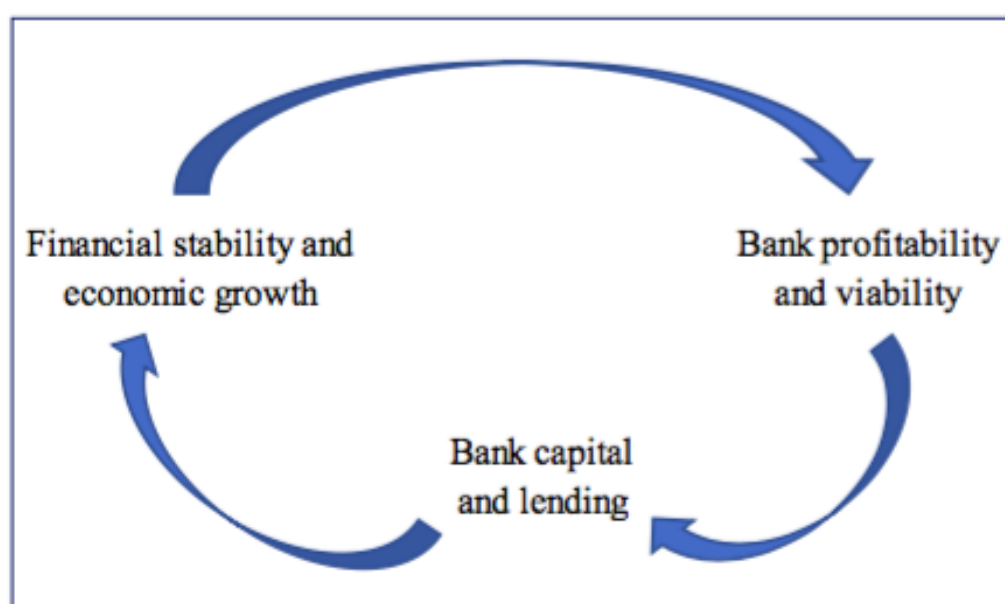 Financial stability and
economic growth
Bank profitability
and viability
Bank capital
and lending